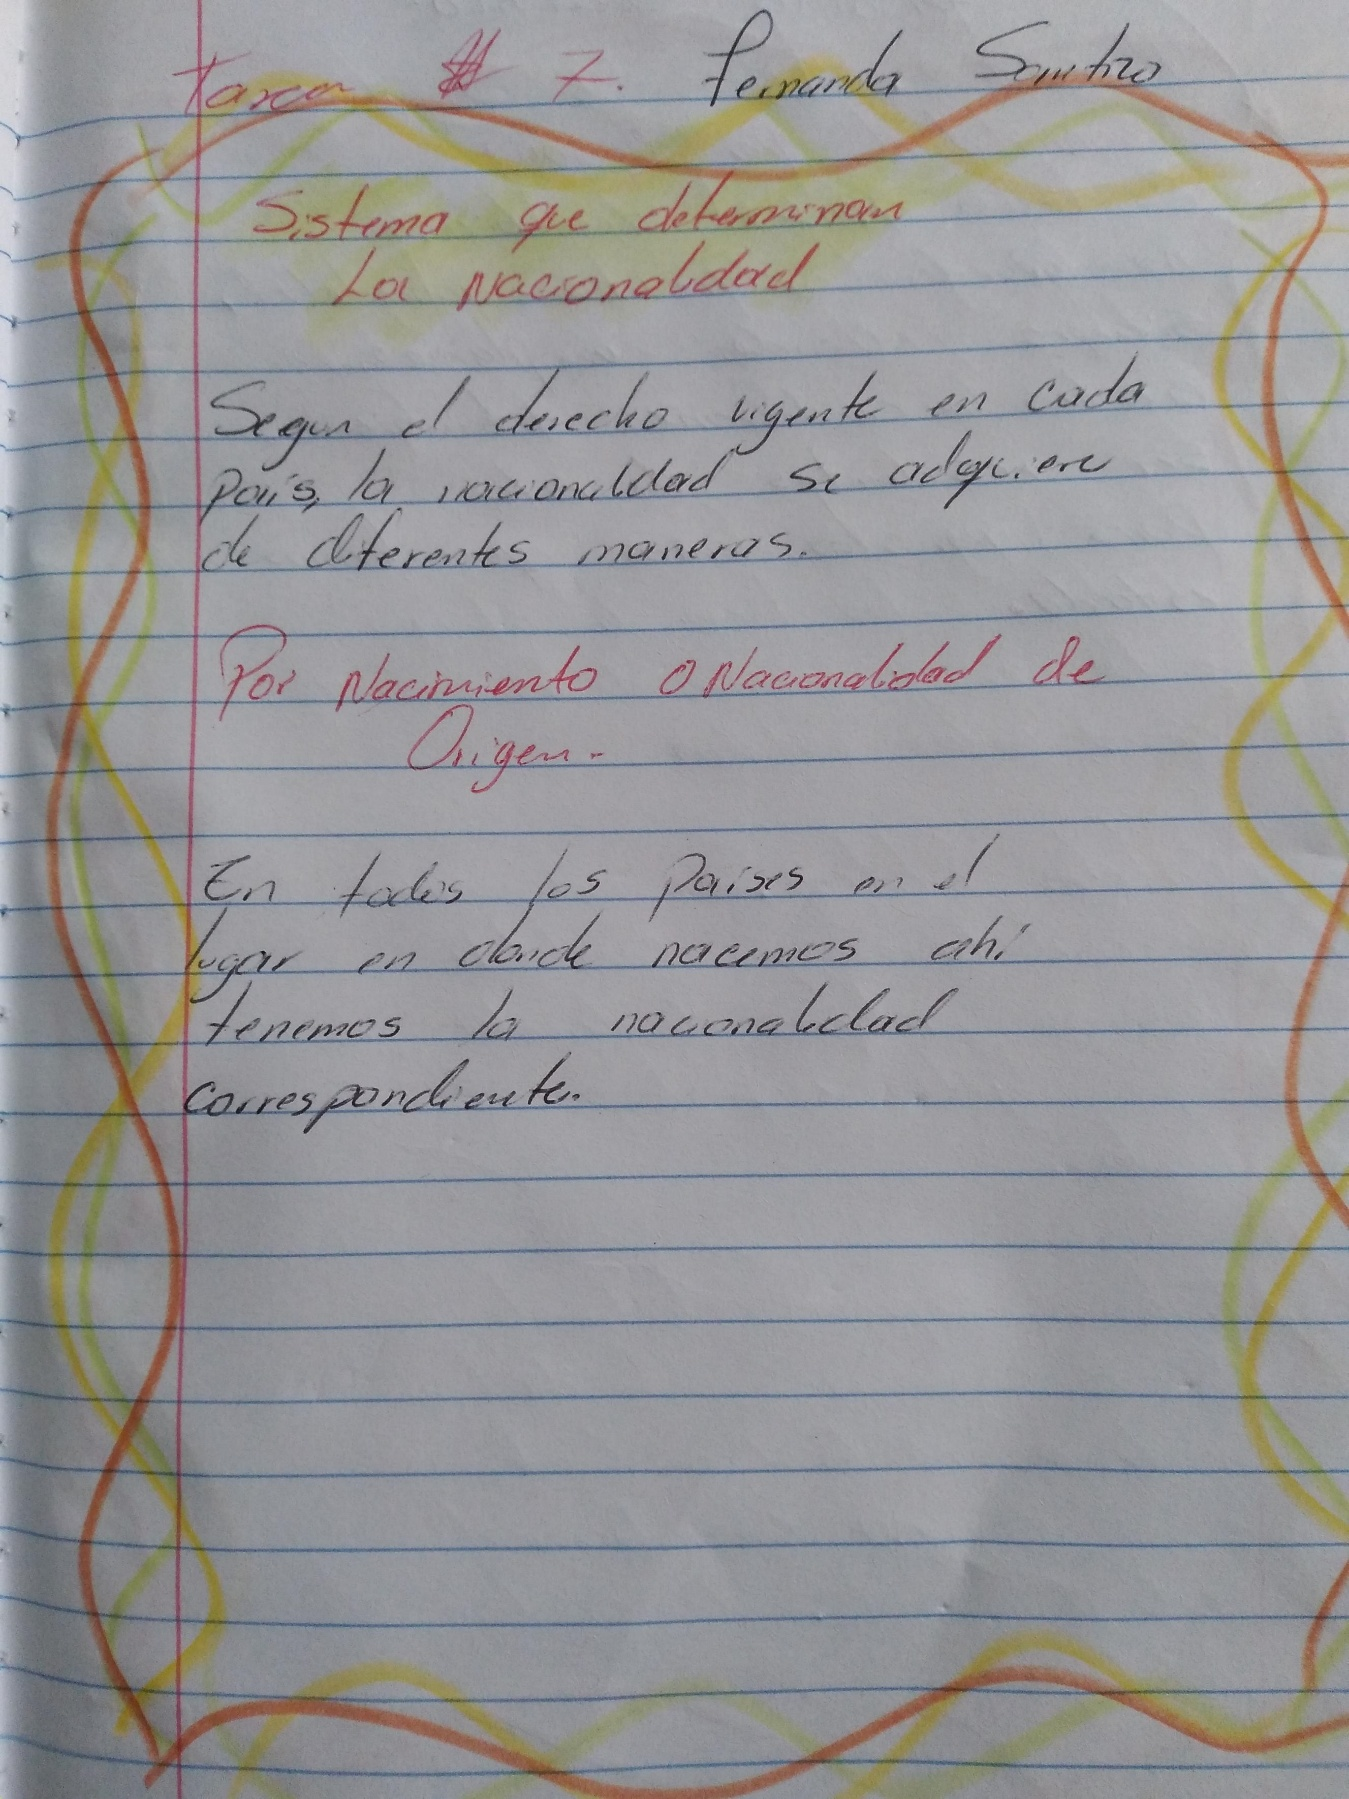 Tarea # 7. Fernanda
Sistema que determinan
La Nacionalidad
Segun el derecho vigente en cada
país, la nacionalidad se adquiere
de diferentes maneras.
Por Nacimiento O Nacionalidad de
Origen.
En todos los Paises en el
lugar en donde nacemos ahí
tenemos la nacionalidad
correspondiente.